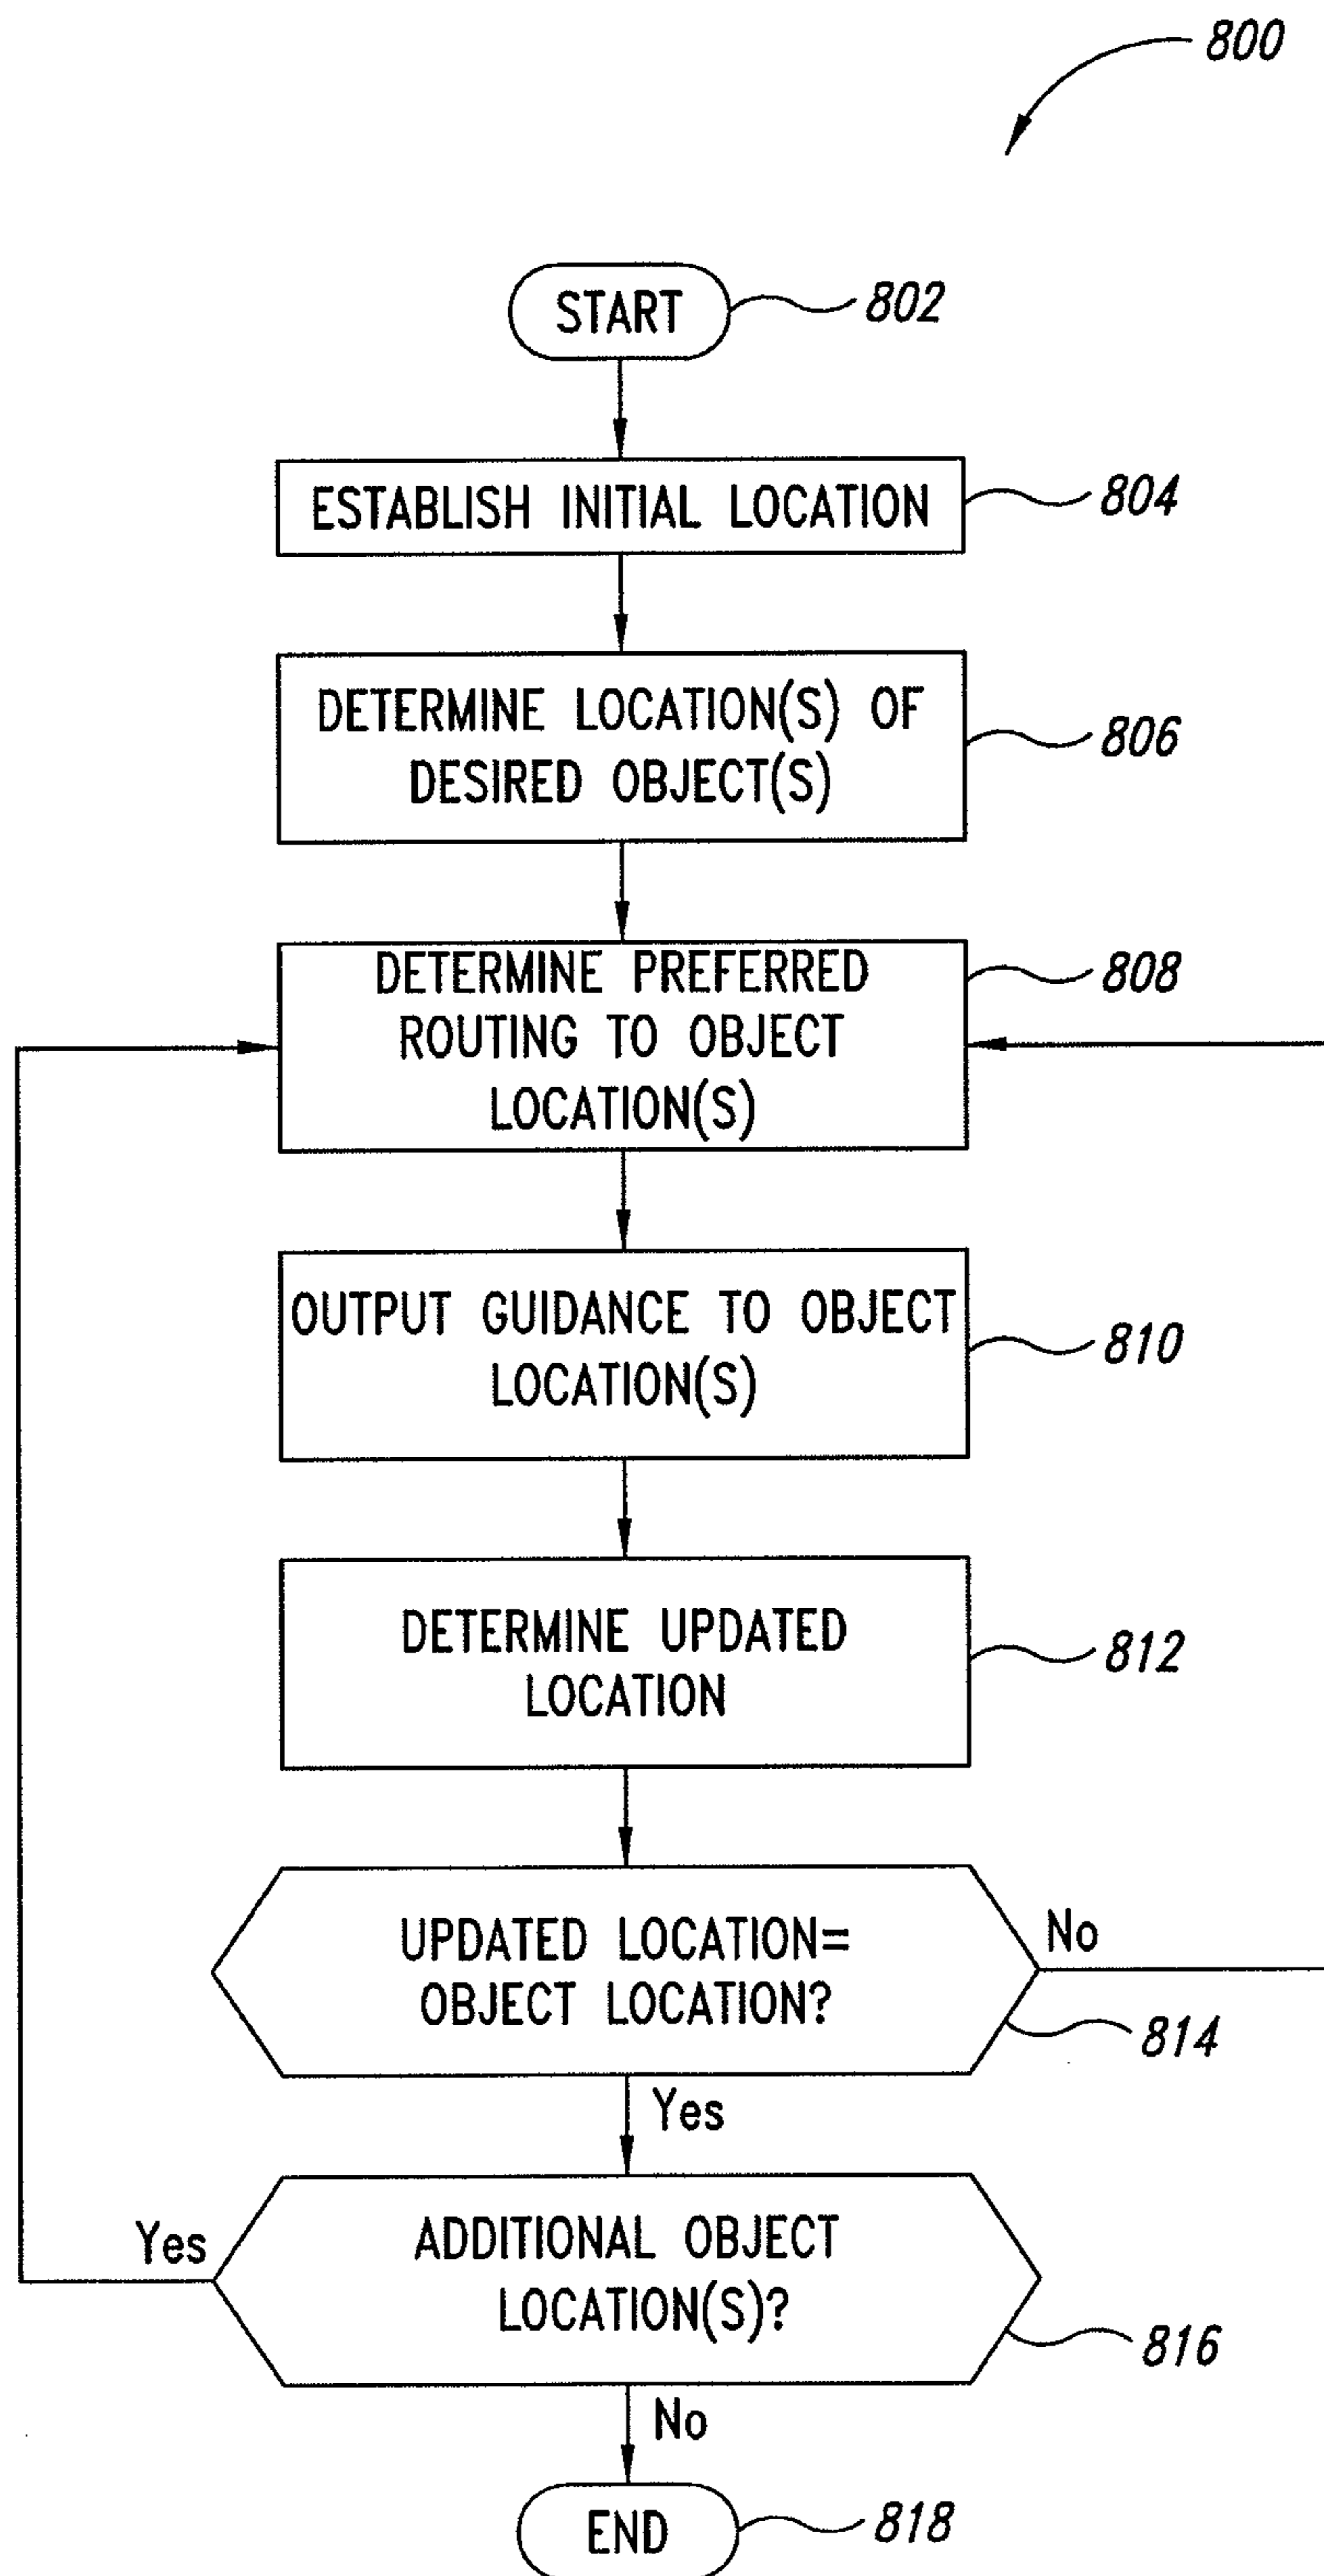 800
START
802
ESTABLISH INITIAL LOCATION
804
DETERMINE LOCATION(S) OF
DESIRED OBJECT(S)
806
DETERMINE PREFERRED
ROUTING TO OBJECT
LOCATION(S)
808
OUTPUT GUIDANCE TO OBJECT
LOCATION(S)
810
DETERMINE UPDATED
LOCATION
812
UPDATED LOCATION=
OBJECT LOCATION?
No
814
Yes
ADDITIONAL OBJECT
LOCATION(S)?
Yes
816
No
END
818